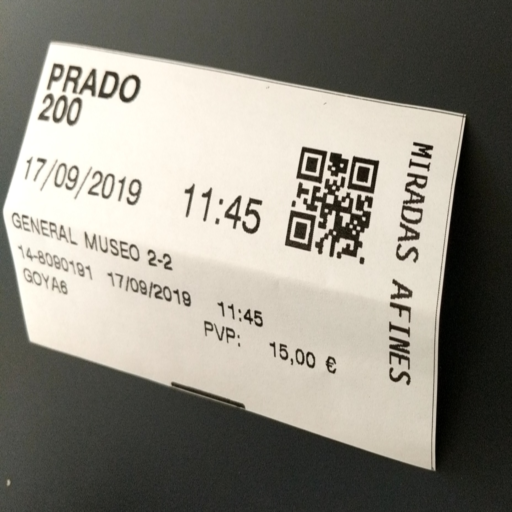 PRADO
200
17/09/2019 11:45
GENERAL MUSEO 2-2
14-8090191 17/09/2019 11:45
GOYA6 PVP: 15,00 €
MIRADAS AFINES